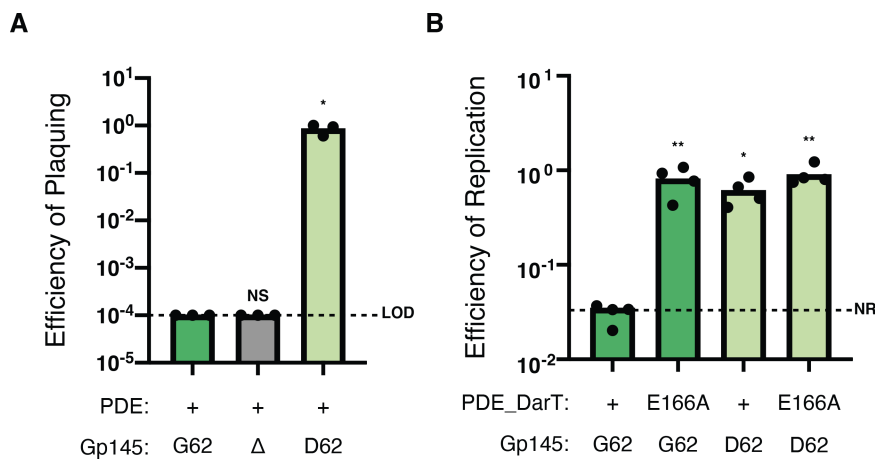 A
Efficiency of Plaquing
10^1
10^0
10^-1
10^-2
10^-3
10^-4
10^-5
*
NS
LOD
PDE: + + +
Gp145: G62 Δ D62
B
Efficiency of Replication
10^1
10^0
10^-1
10^-2
** * **
NR
PDE_DarT: + E166A + E166A
Gp145: G62 G62 D62 D62